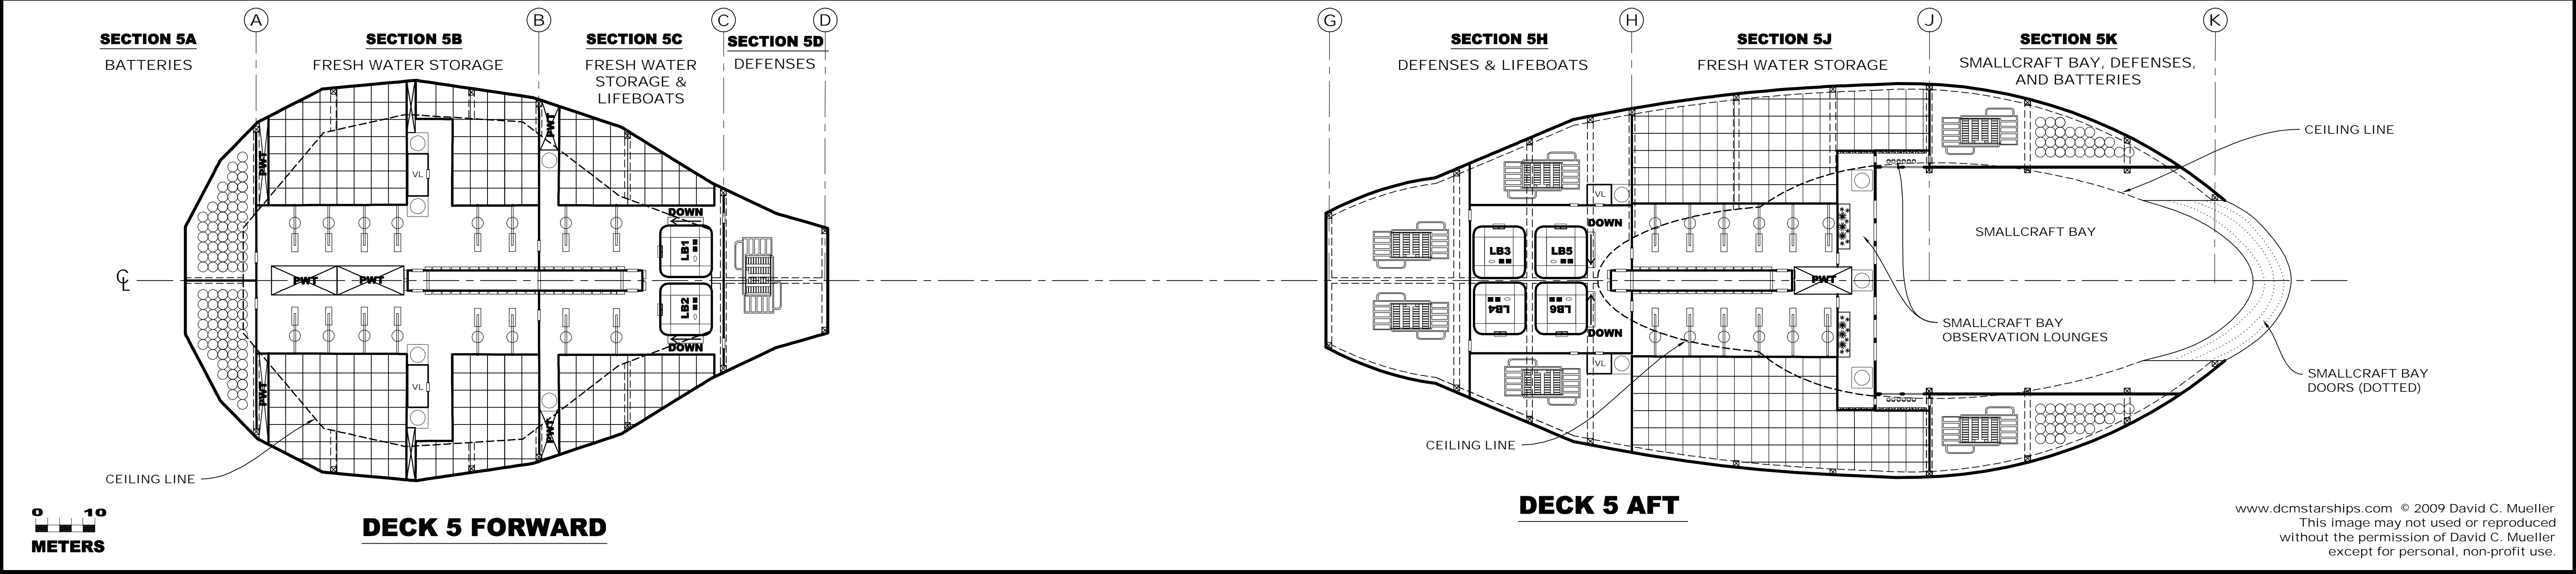 A
B
C
D
G
H
J
K
SECTION 5A
BATTERIES
SECTION 5B
FRESH WATER STORAGE
SECTION 5C
FRESH WATER
STORAGE &
LIFEBOATS
SECTION 5D
DEFENSES
SECTION 5H
DEFENSES & LIFEBOATS
SECTION 5J
FRESH WATER STORAGE
SECTION 5K
SMALLCRAFT BAY, DEFENSES,
AND BATTERIES
PWT
PWT
VL
DOWN
LB1
PWT
PWT
LB2
DOWN
VL
PWT
PWT
CEILING LINE
CL
VL
DOWN
LB3
LB5
LB4
LB6
DOWN
VL
PWT
CEILING LINE
CEILING LINE
SMALLCRAFT BAY
SMALLCRAFT BAY
OBSERVATION LOUNGES
SMALLCRAFT BAY
DOORS (DOTTED)
0 10
METERS
DECK 5 FORWARD
DECK 5 AFT
www.dcmstarships.com © 2009 David C. Mueller
This image may not used or reproduced
without the permission of David C. Mueller
except for personal, non-profit use.